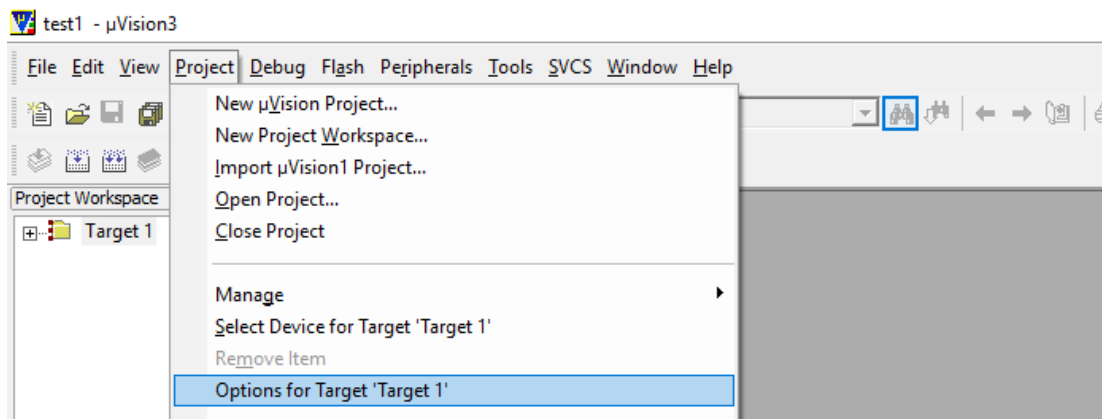 test1 - µVision3
File Edit View Project Debug Flash Peripherals Tools SVCS Window Help
New µVision Project...
New Project Workspace...
Import µVision1 Project...
Project Workspace
Open Project...
Target 1
Close Project
Manage
Select Device for Target 'Target 1'
Remove Item
Options for Target 'Target 1'